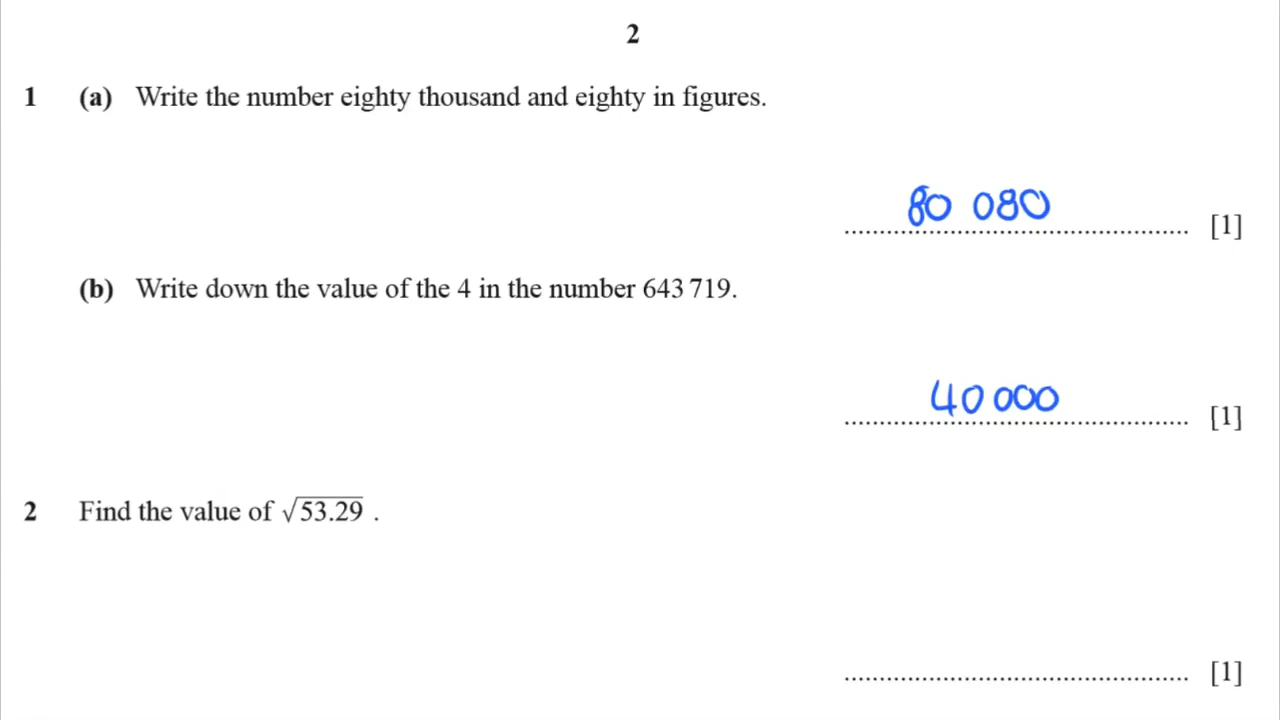 2
1 (a) Write the number eighty thousand and eighty in figures.
80 080
........................................................ [1]
(b) Write down the value of the 4 in the number 643 719.
40 000
........................................................ [1]
2 Find the value of √53.29 .
........................................................ [1]